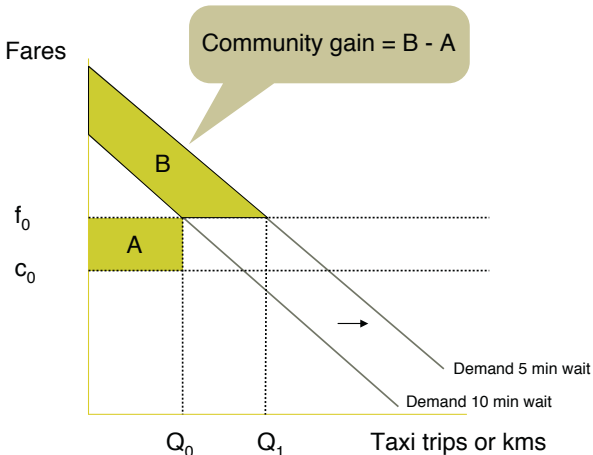 Community gain = B - A
Fares
B
f0
A
c0
Demand 5 min wait
Demand 10 min wait
Q0 Q1 Taxi trips or kms